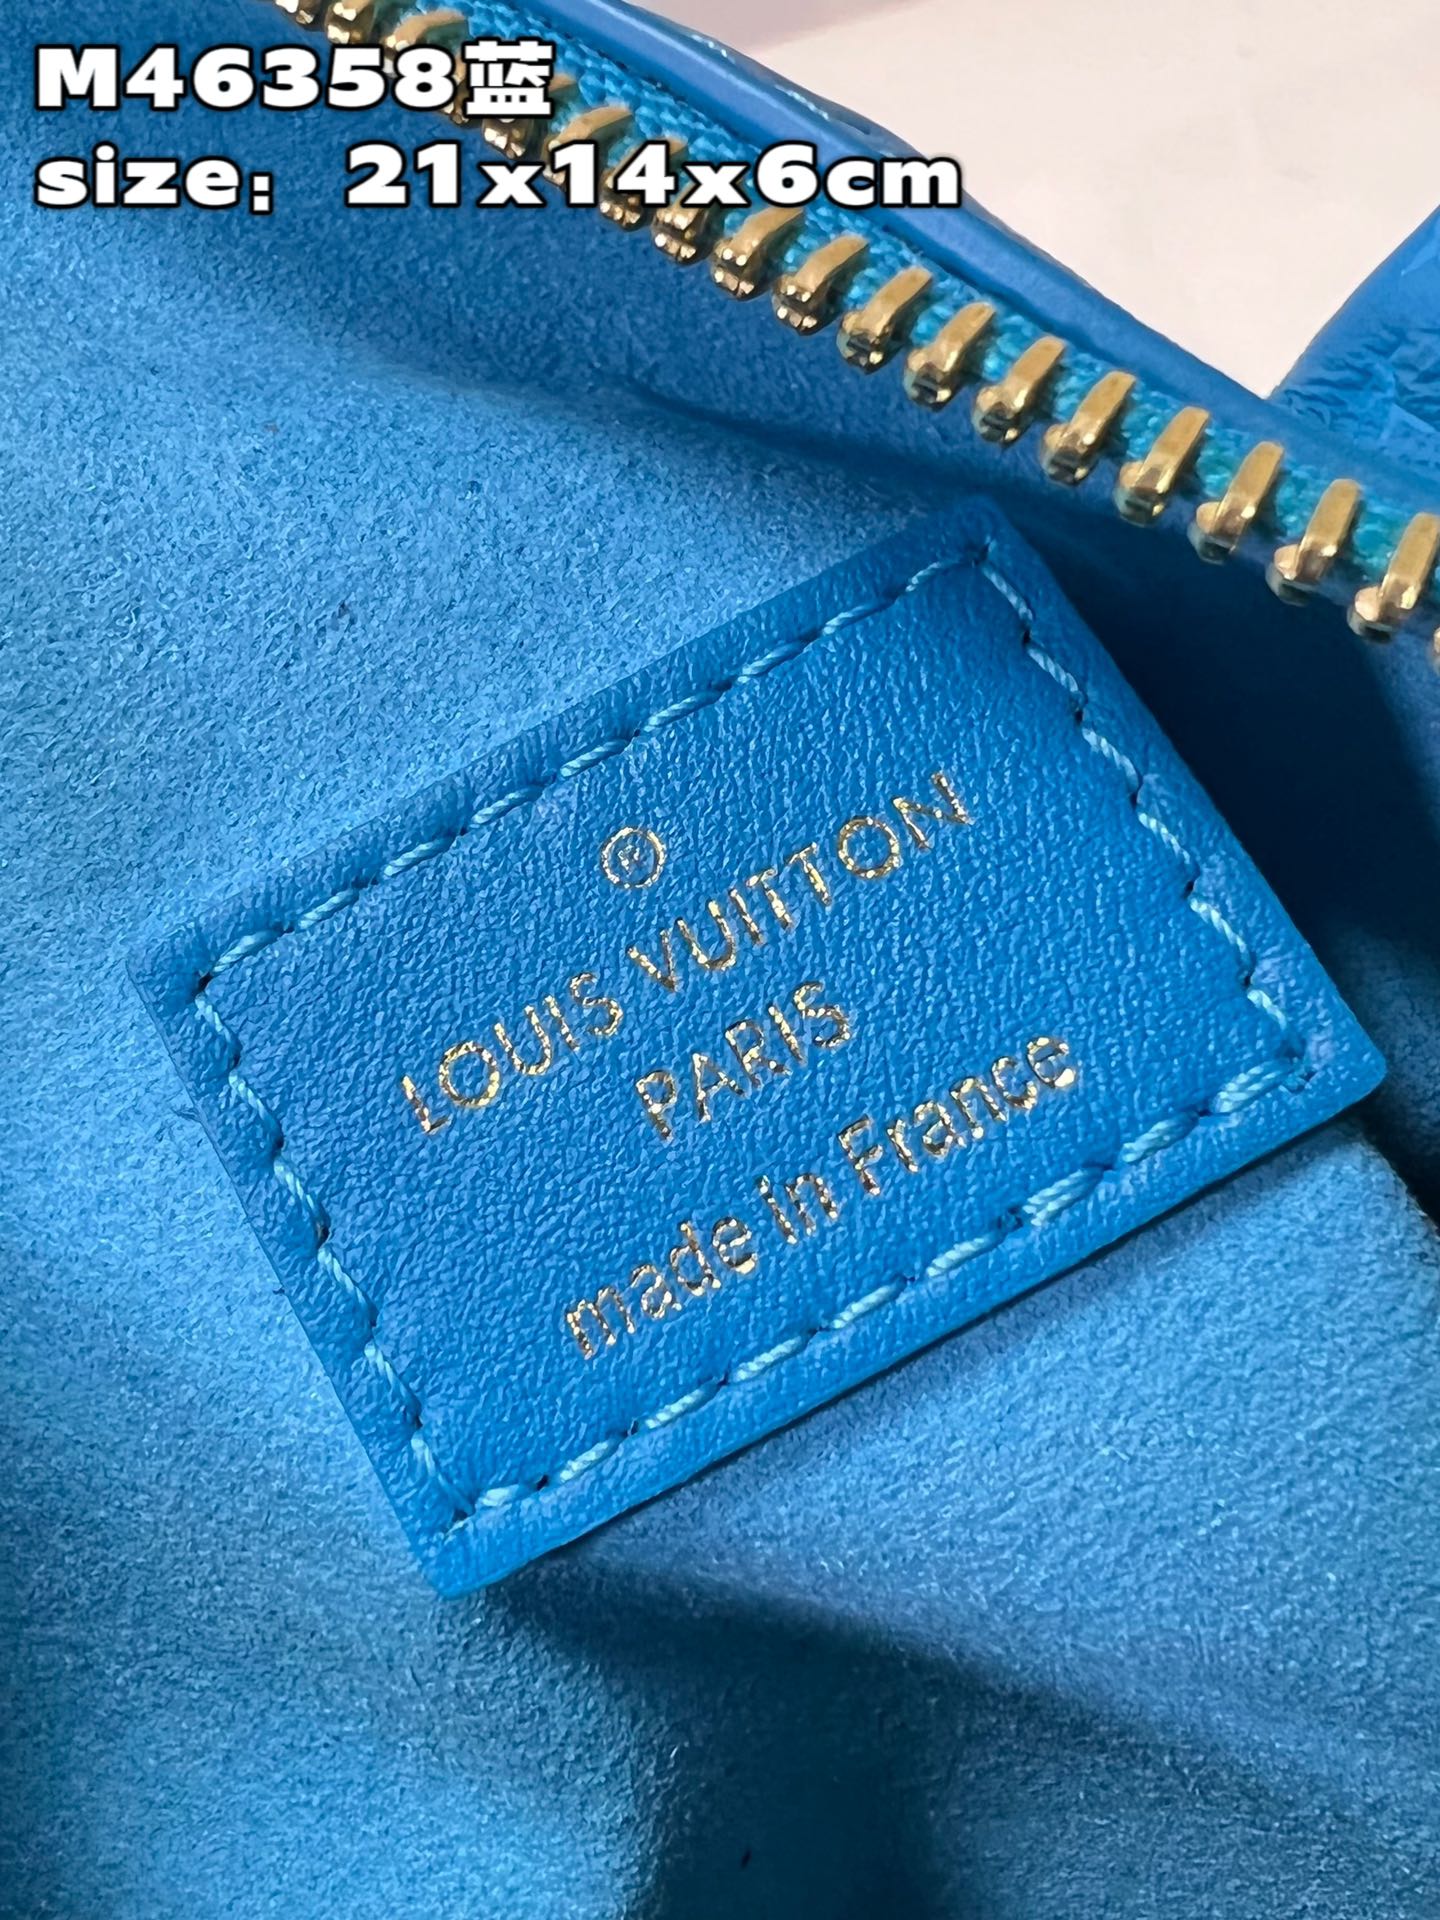 M46358蓝
size：21x14x6cm
®
LOUIS VUITTON
PARIS
made in France